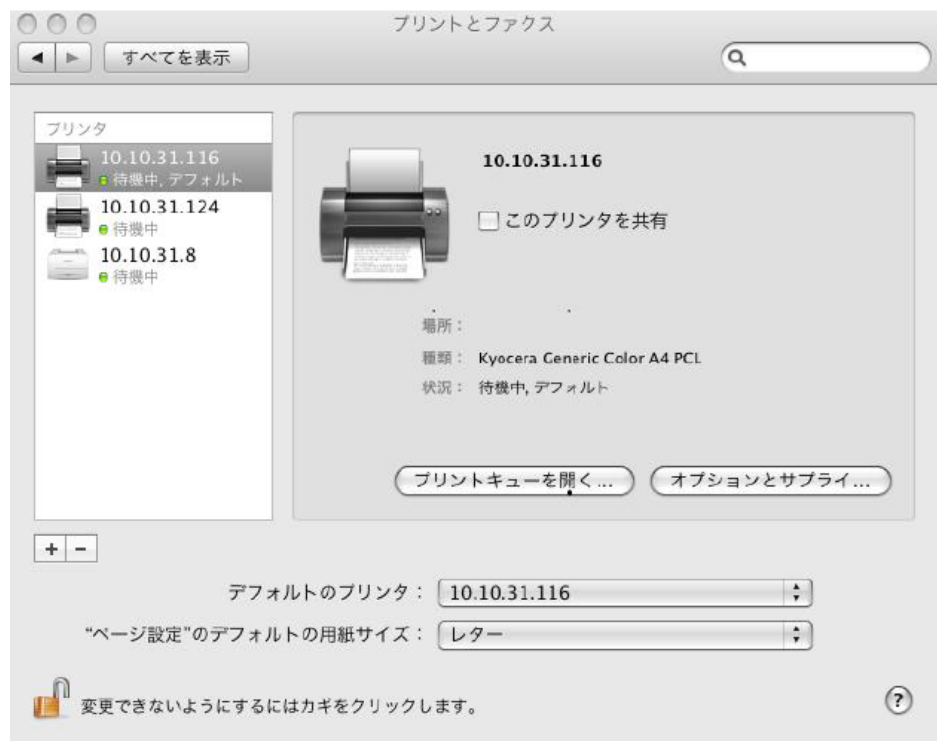 プリントとファクス
すべてを表示
プリンタ
10.10.31.116
待機中, デフォルト
10.10.31.124
待機中
10.10.31.8
待機中
10.10.31.116
このプリンタを共有
場所：
種類： Kyocera Generic Color A4 PCL
状況： 待機中, デフォルト
プリントキューを開く...
オプションとサプライ...
+ −
デフォルトのプリンタ： 10.10.31.116
“ページ設定”のデフォルトの用紙サイズ： レター
変更できないようにするにはカギをクリックします。
?